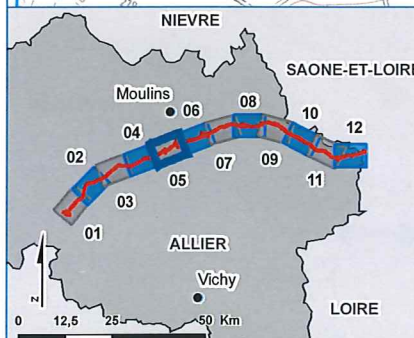 NIEVRE
SAONE-ET-LOIRE
Moulins
06
08
10
12
04
02
07
09
05
11
03
01
ALLIER
Vichy
LOIRE
N
0 12,5 25 50 Km